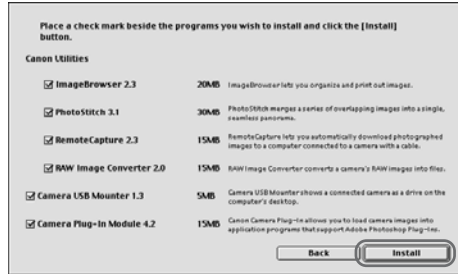 Place a check mark beside the programs you wish to install and click the [Install]
button.
Canon Utilities
ImageBrowser 2.3 20MB ImageBrowser lets you organize and print out images.
PhotoStitch 3.1 30MB PhotoStitch merges a series of overlapping images into a single,
seamless panorama.
RemoteCapture 2.3 15MB RemoteCapture lets you automatically download photographed
images to a computer connected to a camera with a cable.
RAW Image Converter 2.0 15MB RAW Image Converter converts a camera's RAW images into files.
Camera USB Mounter 1.3 5MB Camera USB Mounter shows a connected camera as a drive on the
computer's desktop.
Camera Plug-In Module 4.2 15MB Canon Camera Plug-In allows you to load camera images into
application programs that support Adobe Photoshop Plug-Ins.
Back Install